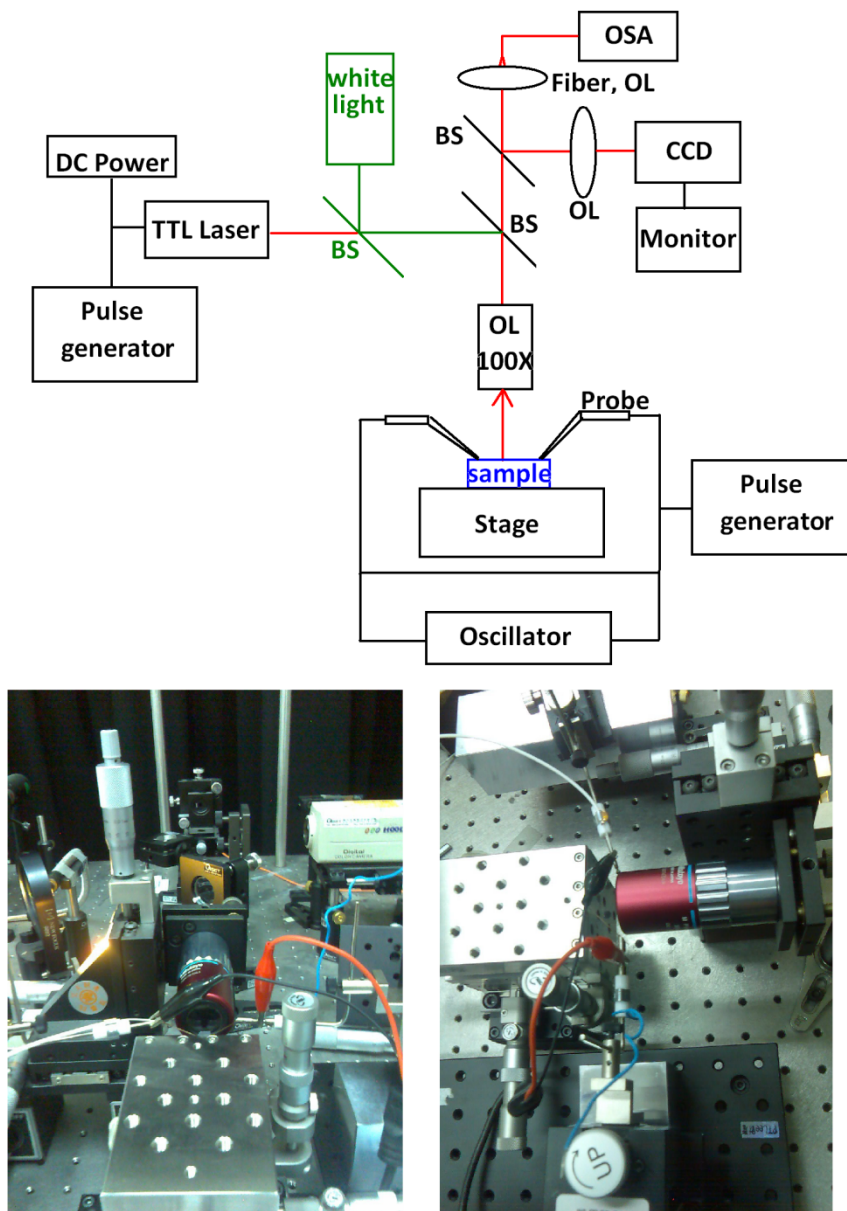 OSA
white
light
Fiber, OL
BS
DC Power
CCD
TTL Laser
OL
BS
BS
Monitor
Pulse
generator
OL
100X
Probe
sample
Pulse
generator
Stage
Oscillator
UP